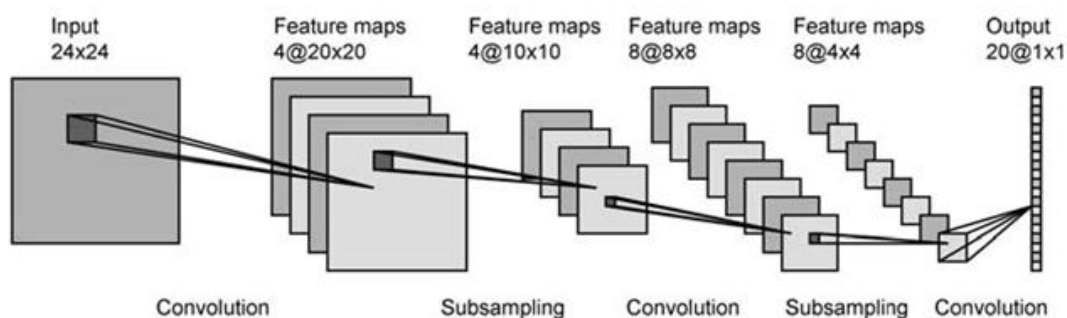 Input
24x24
Feature maps
4@20x20
Feature maps
4@10x10
Feature maps
8@8x8
Feature maps
8@4x4
Output
20@1x1
Convolution
Subsampling
Convolution
Subsampling
Convolution